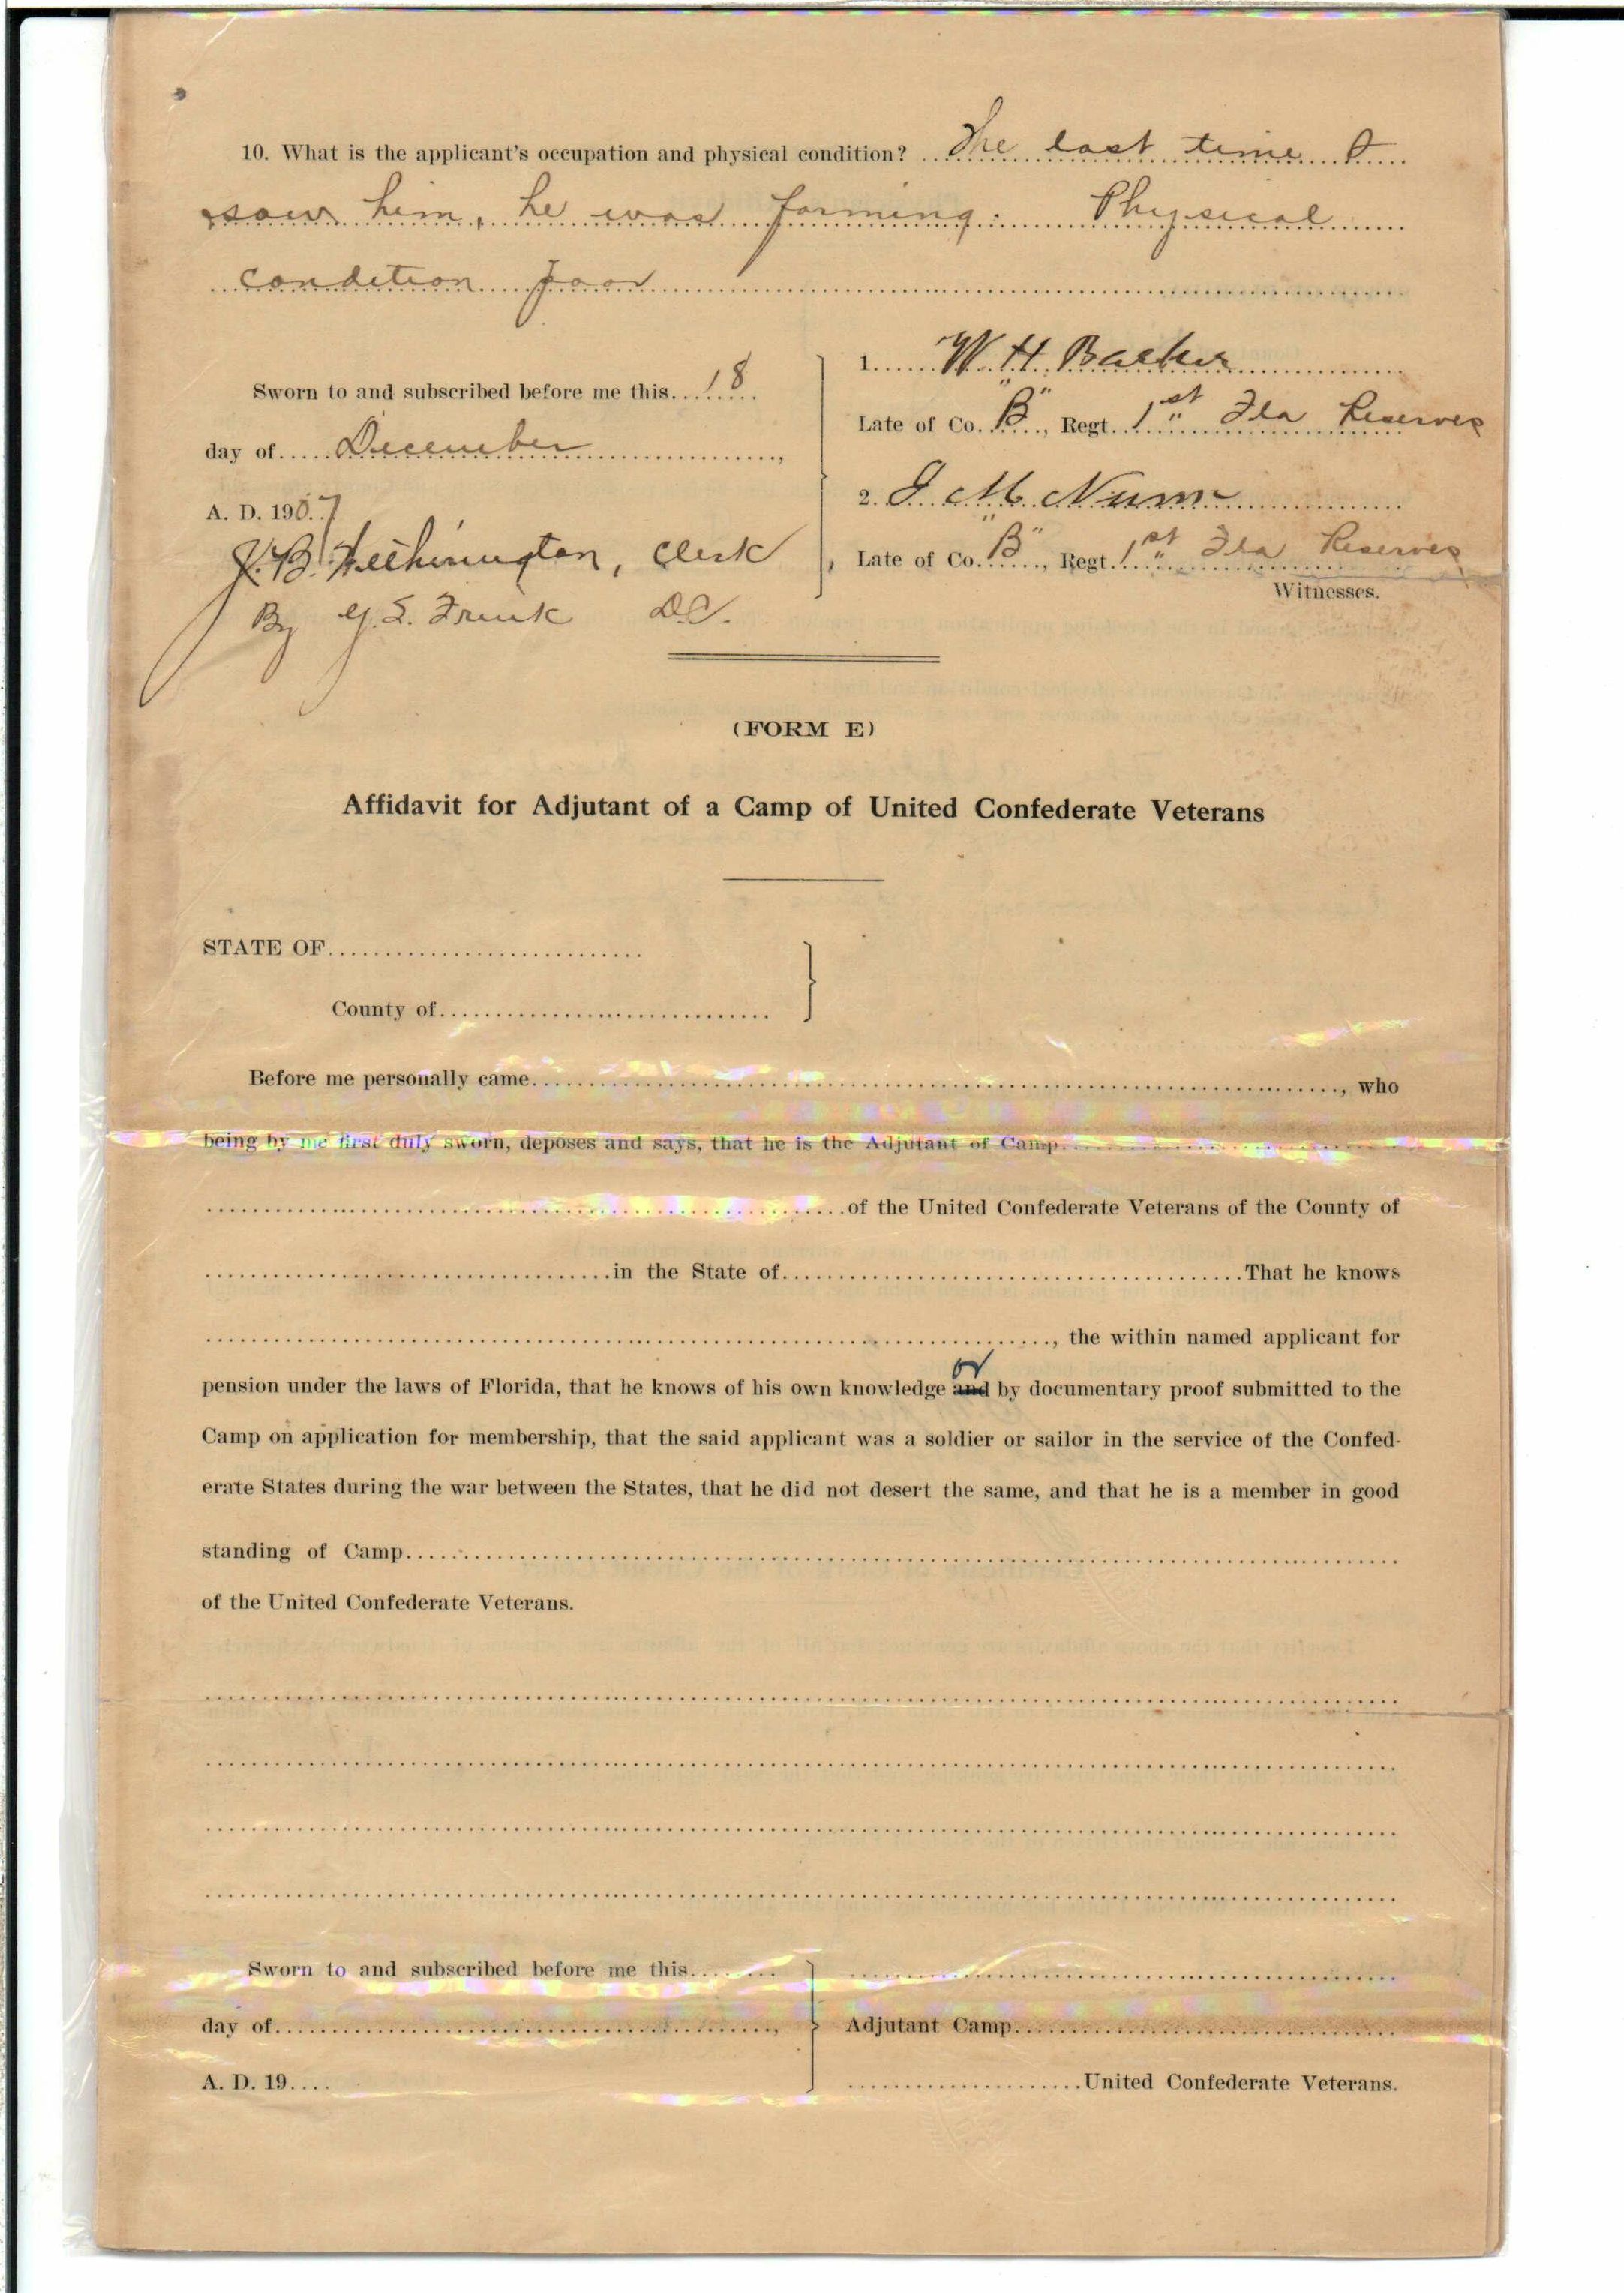 10. What is the applicant's occupation and physical condition? The last time I
saw him, he was farming. Physical
condition poor
Sworn to and subscribed before me this 18
day of December,
A. D. 1907
Clerk
By Frink D.C.
1. W. H.
Late of Co. "B", Regt. 1st Fla Reserves
2. J. M. Nunn
Late of Co. "B", Regt. 1st Fla Reserves
Witnesses.
(FORM E)
Affidavit for Adjutant of a Camp of United Confederate Veterans
STATE OF
County of
Before me personally came, who
being by me first duly sworn, deposes and says, that he is the Adjutant of Camp
of the United Confederate Veterans of the County of
in the State of That he knows
, the within named applicant for
or
pension under the laws of Florida, that he knows of his own knowledge and by documentary proof submitted to the
Camp on application for membership, that the said applicant was a soldier or sailor in the service of the Confed-
erate States during the war between the States, that he did not desert the same, and that he is a member in good
standing of Camp
of the United Confederate Veterans.
Sworn to and subscribed before me this
day of,
A. D. 19
Adjutant Camp
United Confederate Veterans.